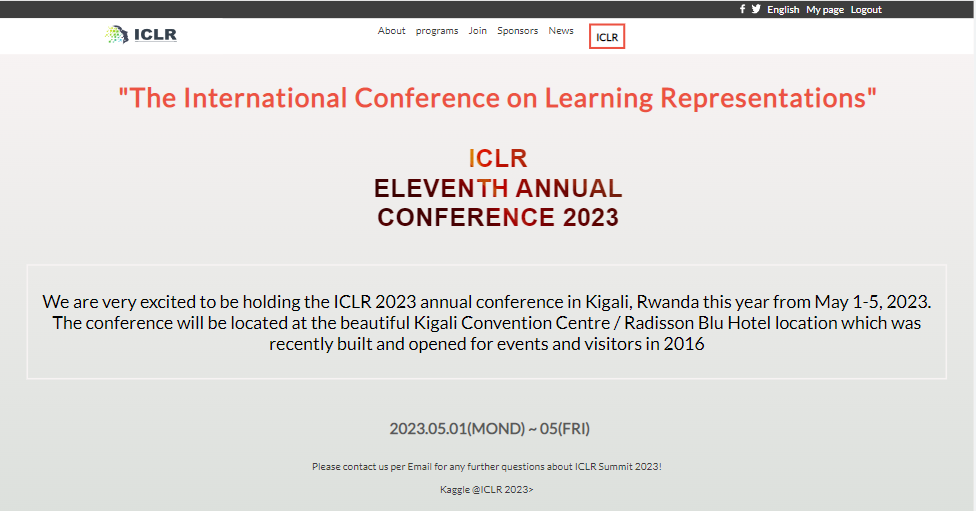 English My page Logout
ICLR
About programs Join Sponsors News ICLR
"The International Conference on Learning Representations"
ICLR
ELEVENTH ANNUAL
CONFERENCE 2023
We are very excited to be holding the ICLR 2023 annual conference in Kigali, Rwanda this year from May 1-5, 2023.
The conference will be located at the beautiful Kigali Convention Centre / Radisson Blu Hotel location which was
recently built and opened for events and visitors in 2016
2023.05.01(MOND) ~ 05(FRI)
Please contact us per Email for any further questions about ICLR Summit 2023!
Kaggle @ICLR 2023>